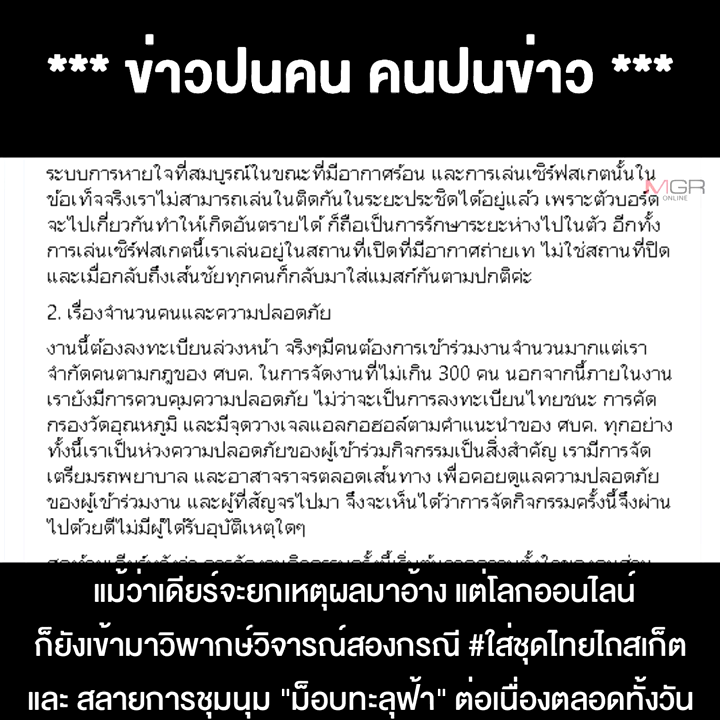 *** ข่าวปนคน คนปนข่าว ***
ระบบการหายใจที่สมบูรณ์ในขณะที่มีอากาศร้อน และการเล่นเซิร์ฟสเกตนั้นใน
MGR
ONLINE
ข้อเท็จจริงเราไม่สามารถเล่นในติดกันในระยะประชิดได้อยู่แล้ว เพราะตัวบอร์ด
จะไปเกี่ยวกันทำให้เกิดอันตรายได้ ก็ถือเป็นการรักษาระยะห่างไปในตัว อีกทั้ง
การเล่นเซิร์ฟสเกตนี้เราเล่นอยู่ในสถานที่เปิดที่มีอากาศถ่ายเท ไม่ใช่สถานที่ปิด
และเมื่อกลับถึงเส้นชัยทุกคนก็กลับมาใส่แมสก์กันตามปกติค่ะ
2. เรื่องจำนวนคนและความปลอดภัย
งานนี้ต้องลงทะเบียนล่วงหน้า จริงๆมีคนต้องการเข้าร่วมงานจำนวนมากแต่เรา
จำกัดคนตามกฎของ ศบค. ในการจัดงานที่ไม่เกิน 300 คน นอกจากนี้ภายในงาน
เรายังมีการควบคุมความปลอดภัย ไม่ว่าจะเป็นการลงทะเบียนไทยชนะ การคัด
กรองวัดอุณหภูมิ และมีจุดวางเจลแอลกอฮอล์ตามคำแนะนำของ ศบค. ทุกอย่าง
ทั้งนี้เราเป็นห่วงความปลอดภัยของผู้เข้าร่วมกิจกรรมเป็นสิ่งสำคัญ เรามีการจัด
เตรียมรถพยาบาล และอาสาจราจรตลอดเส้นทาง เพื่อคอยดูแลความปลอดภัย
ของผู้เข้าร่วมงาน และผู้ที่สัญจรไปมา จึงจะเห็นได้ว่าการจัดกิจกรรมครั้งนี้จึงผ่าน
ไปด้วยดีไม่มีผู้ได้รับอุบัติเหตุใดๆ
แม้ว่าเดียร์จะยกเหตุผลมาอ้าง แต่โลกออนไลน์
ก็ยังเข้ามาวิพากษ์วิจารณ์สองกรณี #ใส่ชุดไทยไถสเก็ต
และ สลายการชุมนุม "ม็อบทะลุฟ้า" ต่อเนื่องตลอดทั้งวัน